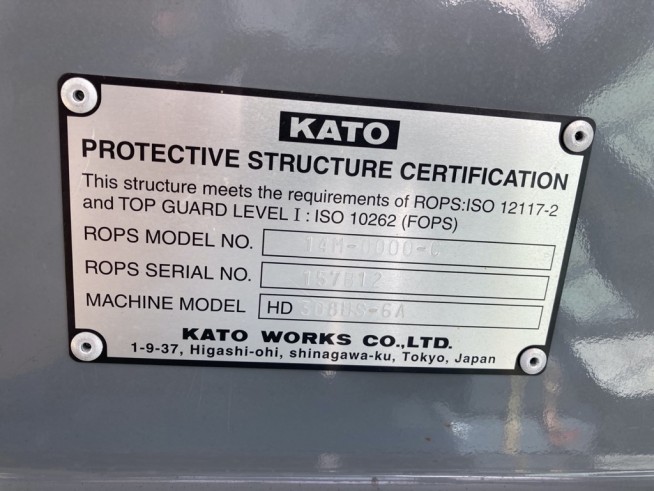 KATO
PROTECTIVE STRUCTURE CERTIFICATION
This structure meets the requirements of ROPS:ISO 12117-2
and TOP GUARD LEVEL I : ISO 10262 (FOPS)
ROPS MODEL NO.
ROPS SERIAL NO.
MACHINE MODEL HD
KATO WORKS CO.,LTD.
1-9-37, Higashi-ohi, shinagawa-ku, Tokyo, Japan